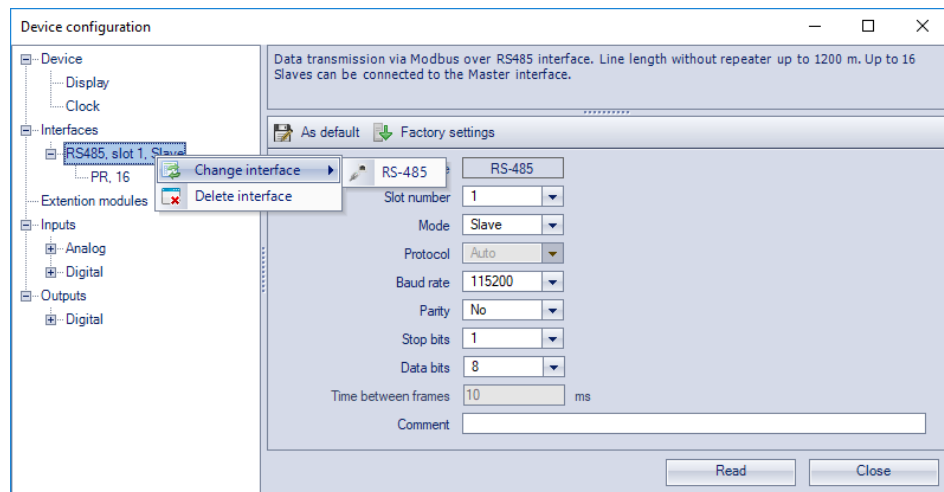 Device configuration
Device
Display
Clock
Interfaces
RS485, slot 1, Slave
PR, 16
Extention modules
Inputs
Analog
Digital
Outputs
Digital
Change interface
Delete interface
RS-485
Data transmission via Modbus over RS485 interface. Line length without repeater up to 1200 m. Up to 16
Slaves can be connected to the Master interface.
As default Factory settings
RS-485
Slot number 1
Mode Slave
Protocol Auto
Baud rate 115200
Parity No
Stop bits 1
Data bits 8
Time between frames 10 ms
Comment
Read Close